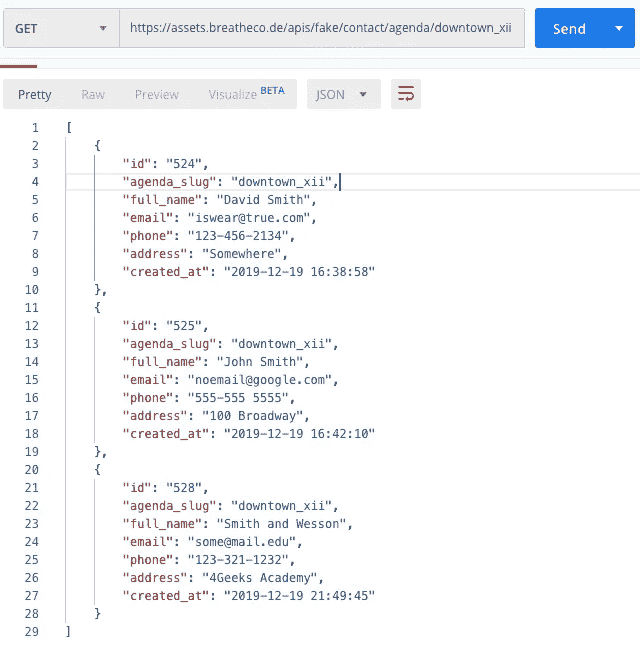 GET https://assets.breatheco.de/apis/fake/contact/agenda/downtown_xii Send
Pretty Raw Preview Visualize BETA JSON
1 [
2 {
3 "id": "524",
4 "agenda_slug": "downtown_xii",
5 "full_name": "David Smith",
6 "email": "iswear@true.com",
7 "phone": "123-456-2134",
8 "address": "Somewhere",
9 "created_at": "2019-12-19 16:38:58"
10 },
11 {
12 "id": "525",
13 "agenda_slug": "downtown_xii",
14 "full_name": "John Smith",
15 "email": "noemail@google.com",
16 "phone": "555-555 5555",
17 "address": "100 Broadway",
18 "created_at": "2019-12-19 16:42:10"
19 },
20 {
21 "id": "528",
22 "agenda_slug": "downtown_xii",
23 "full_name": "Smith and Wesson",
24 "email": "some@mail.edu",
25 "phone": "123-321-1232",
26 "address": "4Geeks Academy",
27 "created_at": "2019-12-19 21:49:45"
28 }
29 ]